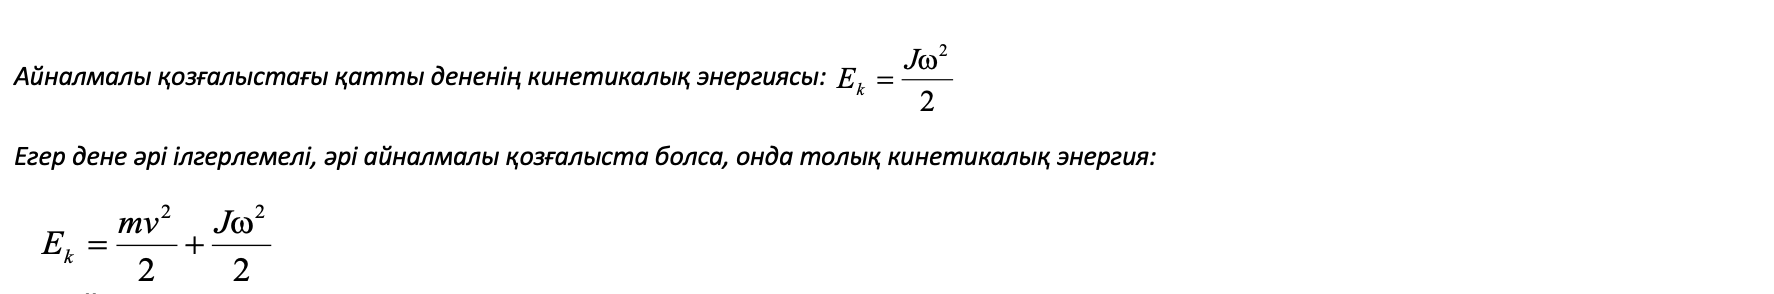 Айналмалы қозғалыстағы қатты дененің кинетикалық энергиясы: E_k = Jω²/2
Егер дене әрі ілгерлемелі, әрі айналмалы қозғалыста болса, онда толық кинетикалық энергия:
E_k = mv²/2 + Jω²/2